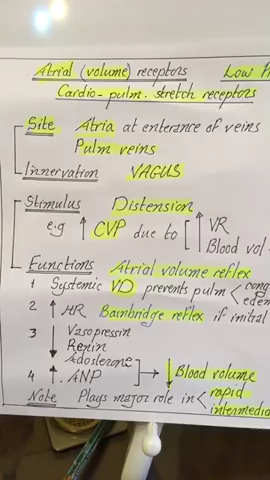 Atrial (volume) receptors Low
Cardio-pulm. stretch receptors
Site Atria at enterance of veins
Pulm veins
Innervation VAGUS
Stimulus Distension
e.g ↑ CVP due to [ ↑ VR
Blood vol
Functions Atrial volume reflex
1 Systemic VD prevents pulm < cong
edem
2 ↑ HR Bainbridge reflex if initial
3 ↓ Vasopressin
Renin
Adosterone
4 ↑ ANP ] → ↓ Blood volume
Note Plays major role in < rapid
intermedia